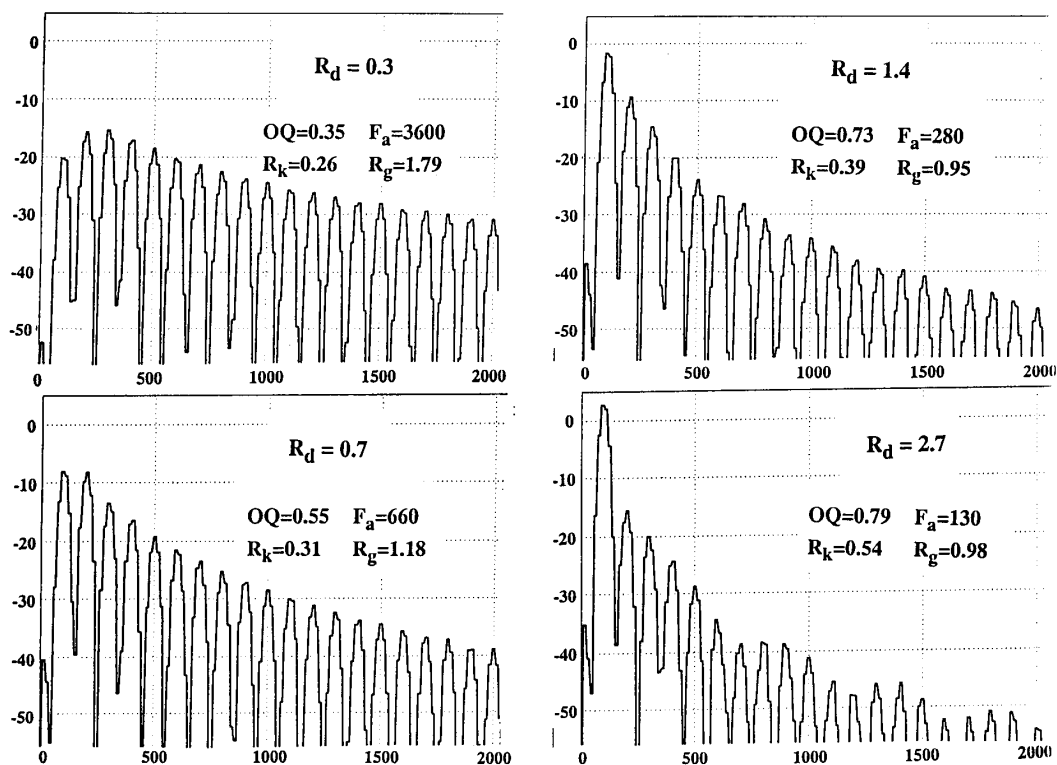 0
-10
-20
-30
-40
-50
R_d = 0.3
OQ=0.35 F_a=3600
R_k=0.26 R_g=1.79
0 500 1000 1500 2000
0
-10
-20
-30
-40
-50
R_d = 1.4
OQ=0.73 F_a=280
R_k=0.39 R_g=0.95
0 500 1000 1500 2000
0
-10
-20
-30
-40
-50
R_d = 0.7
OQ=0.55 F_a=660
R_k=0.31 R_g=1.18
0 500 1000 1500 2000
0
-10
-20
-30
-40
-50
R_d = 2.7
OQ=0.79 F_a=130
R_k=0.54 R_g=0.98
0 500 1000 1500 2000